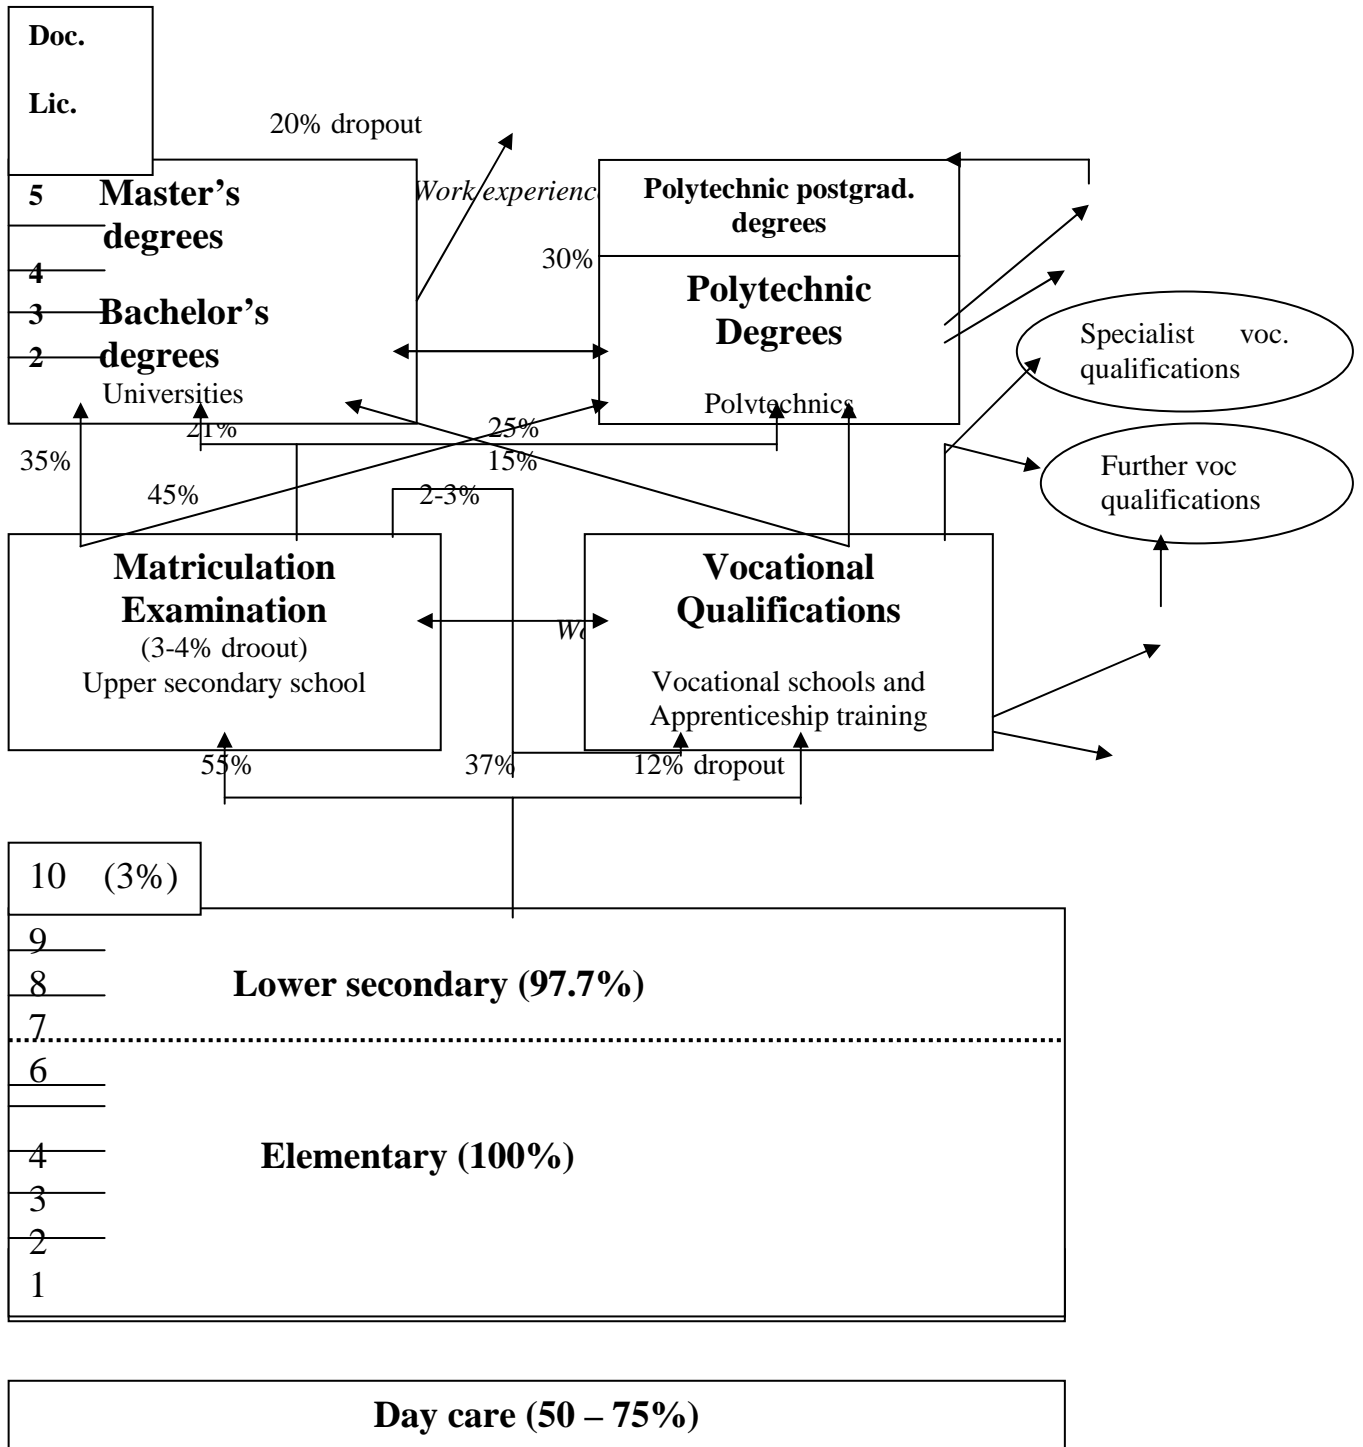 Doc.
Lic.
20% dropout
5 Master's
degrees
Work experience
Polytechnic postgrad.
degrees
4
30%
3 Bachelor's
2 degrees
Universities
Polytechnic
Degrees
Polytechnics
Specialist voc.
qualifications
21%
25%
35%
15%
45%
2-3%
Further voc
qualifications
Matriculation
Examination
(3-4% droout)
Upper secondary school
Vocational
Qualifications
Vocational schools and
Apprenticeship training
55%
37%
12% dropout
10 (3%)
9
8 Lower secondary (97.7%)
7
6
4 Elementary (100%)
3
2
1
Day care (50 – 75%)